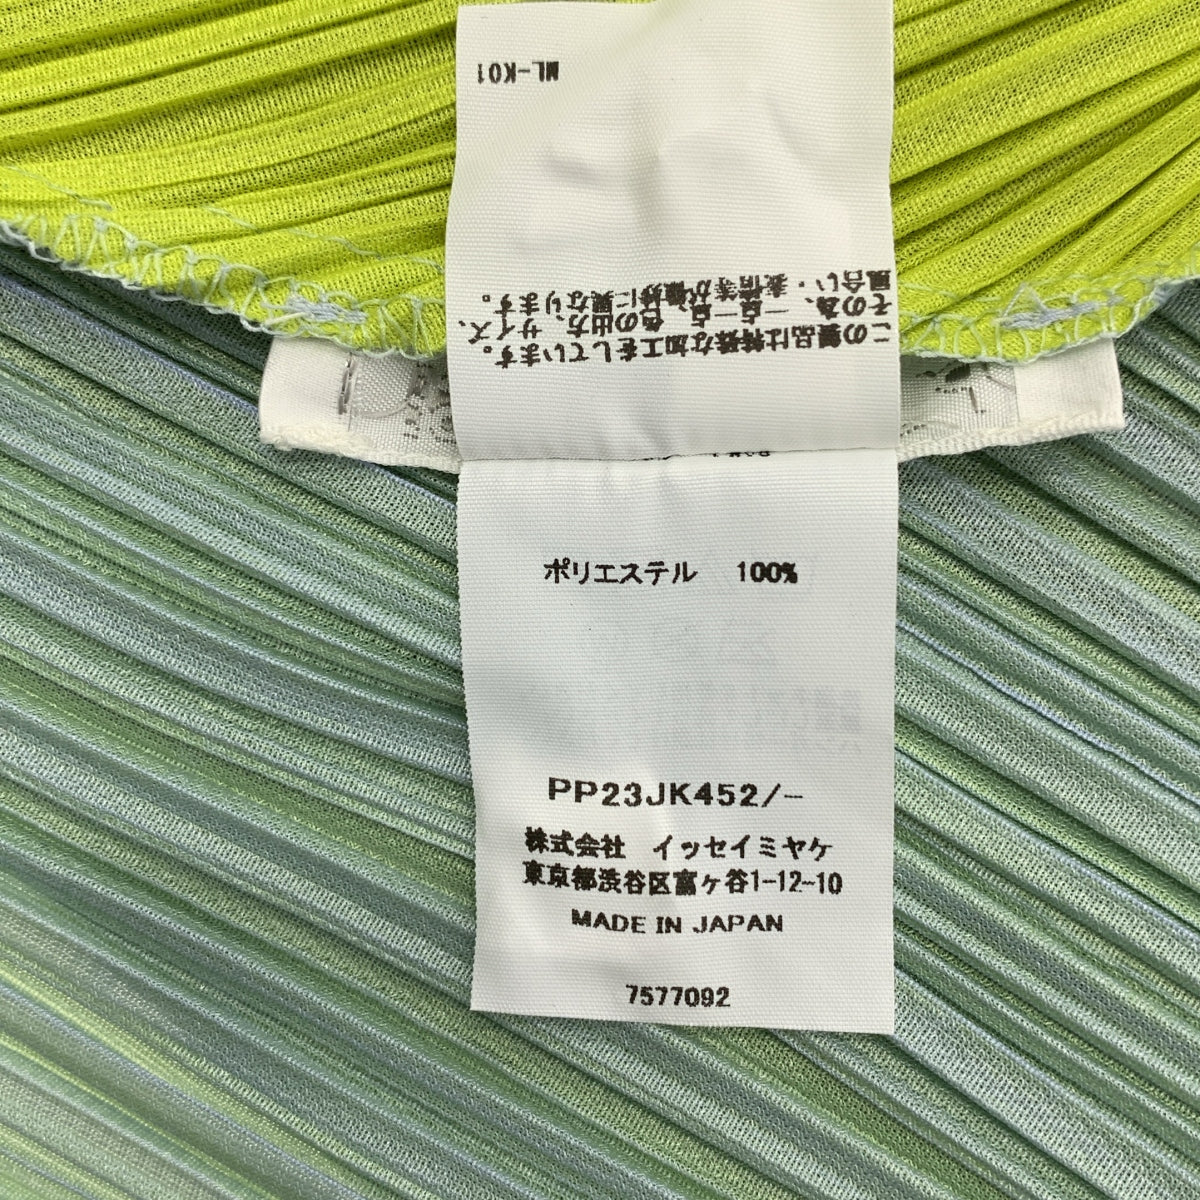 ML-K01
この製品は特殊な加工をしています。
その為、一点一点、色の出方、サイズ、
風合い・表情等が微妙に異なります。
ポリエステル 100%
PP23JK452/-
株式会社 イッセイミヤケ
東京都渋谷区富ヶ谷1-12-10
MADE IN JAPAN
7577092